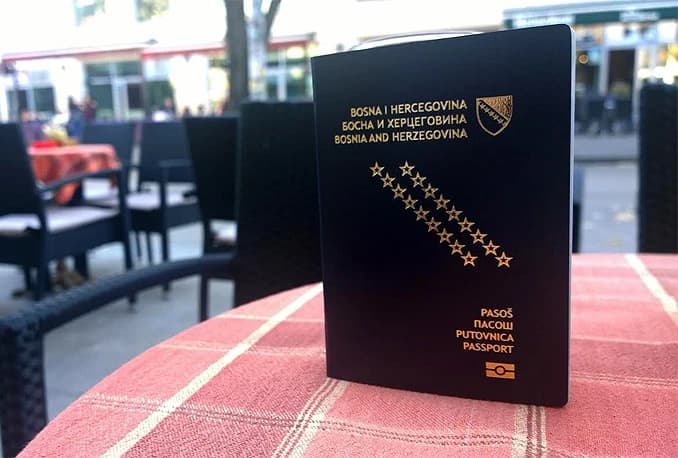 BOSNA I HERCEGOVINA
БОСНА И ХЕРЦЕГОВИНА
BOSNIA AND HERZEGOVINA
PASOŠ
ПАСОШ
PUTOVNICA
PASSPORT